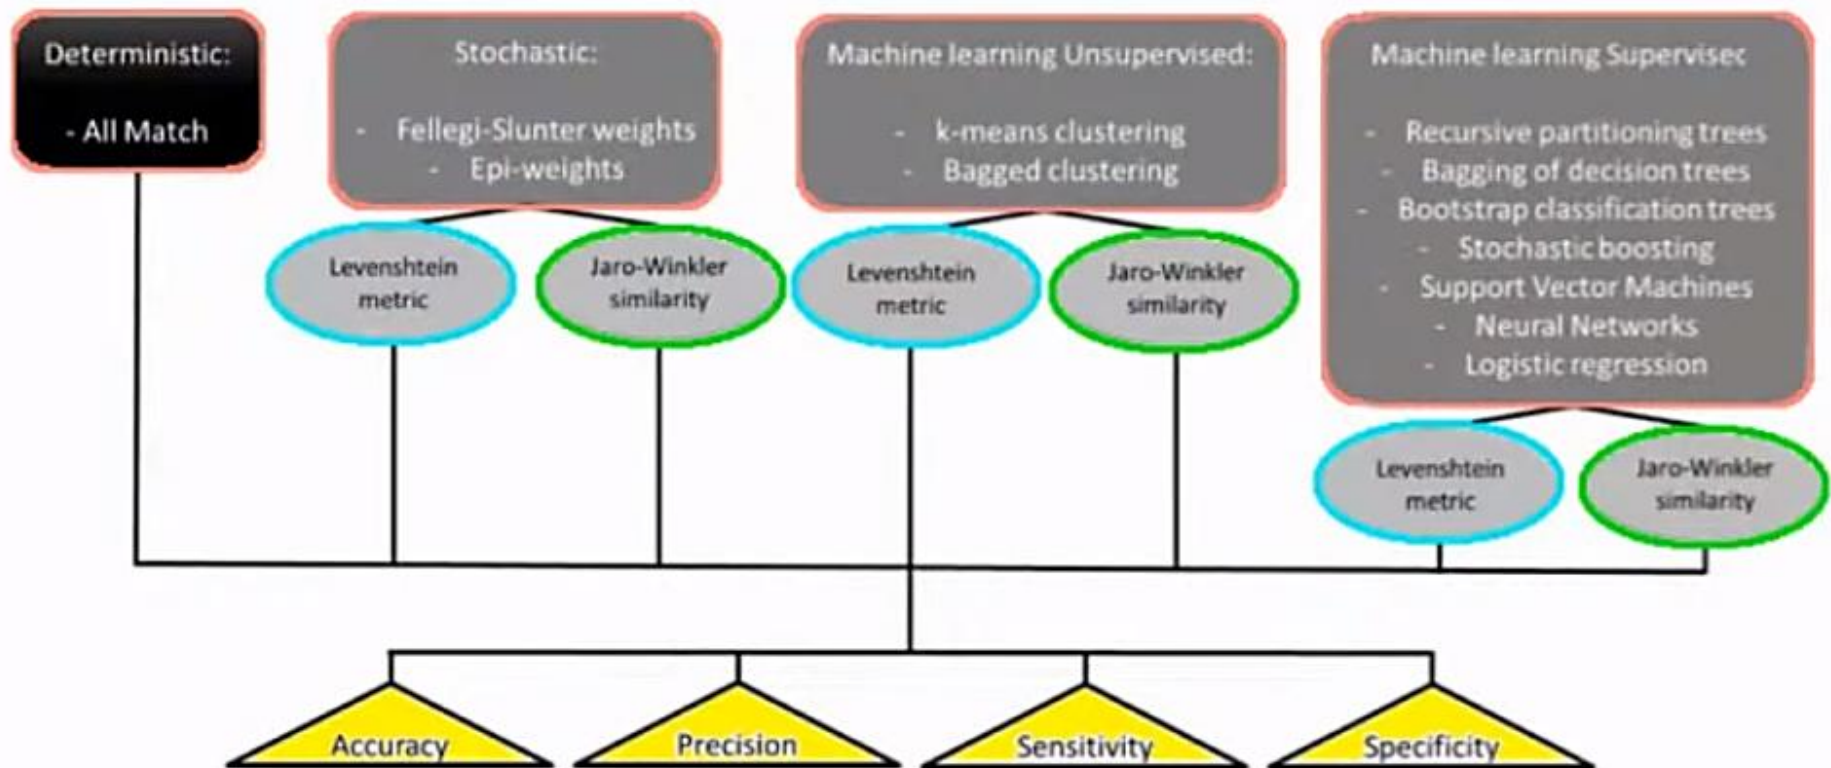 Deterministic:
- All Match
Stochastic:
- Fellegi-Slunter weights
- Epi-weights
Machine learning Unsupervised:
- k-means clustering
- Bagged clustering
Machine learning Supervisec
- Recursive partitioning trees
- Bagging of decision trees
- Bootstrap classification trees
- Stochastic boosting
- Support Vector Machines
- Neural Networks
- Logistic regression
Levenshtein
metric
Jaro-Winkler
similarity
Levenshtein
metric
Jaro-Winkler
similarity
Levenshtein
metric
Jaro-Winkler
similarity
Accuracy
Precision
Sensitivity
Specificity